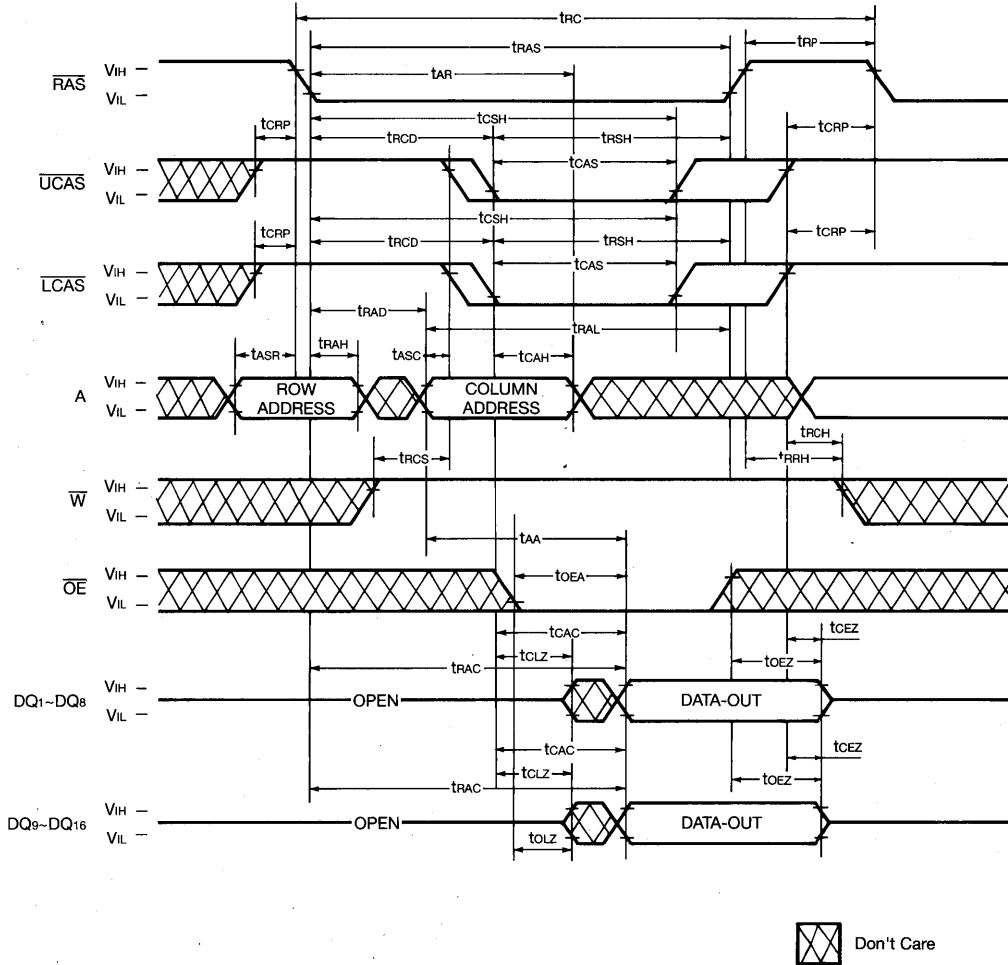 tRC
tRAS tRP
tAR
RAS VIH
VIL
tCSH
tCRP tRCD tRSH tCRP
tCAS
UCAS VIH
VIL
tCSH
tCRP tRCD tRSH tCRP
tCAS
LCAS VIH
VIL
tRAD tRAL
tASR tRAH tASC tCAH
A VIH
VIL
ROW ADDRESS
COLUMN ADDRESS
tRCH
tRCS tRRH
W VIH
VIL
tAA
tOEA
OE VIH
VIL
tCAC tCEZ
tCLZ tOEZ
tRAC
DQ1~DQ8 VIH
VIL
OPEN DATA-OUT
tCAC tCEZ
tCLZ tOEZ
tRAC
DQ9~DQ16 VIH
VIL
OPEN DATA-OUT
tOLZ
Don't Care